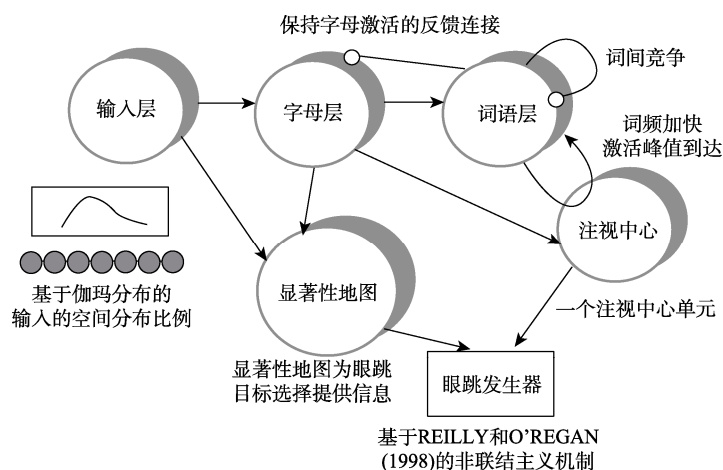 保持字母激活的反馈连接
词间竞争
输入层
字母层
词语层
词频加快
激活峰值到达
注视中心
基于伽玛分布的
输入的空间分布比例
显著性地图
一个注视中心单元
显著性地图为眼跳
目标选择提供信息
眼跳发生器
基于REILLY和O'REGAN
(1998)的非联结主义机制